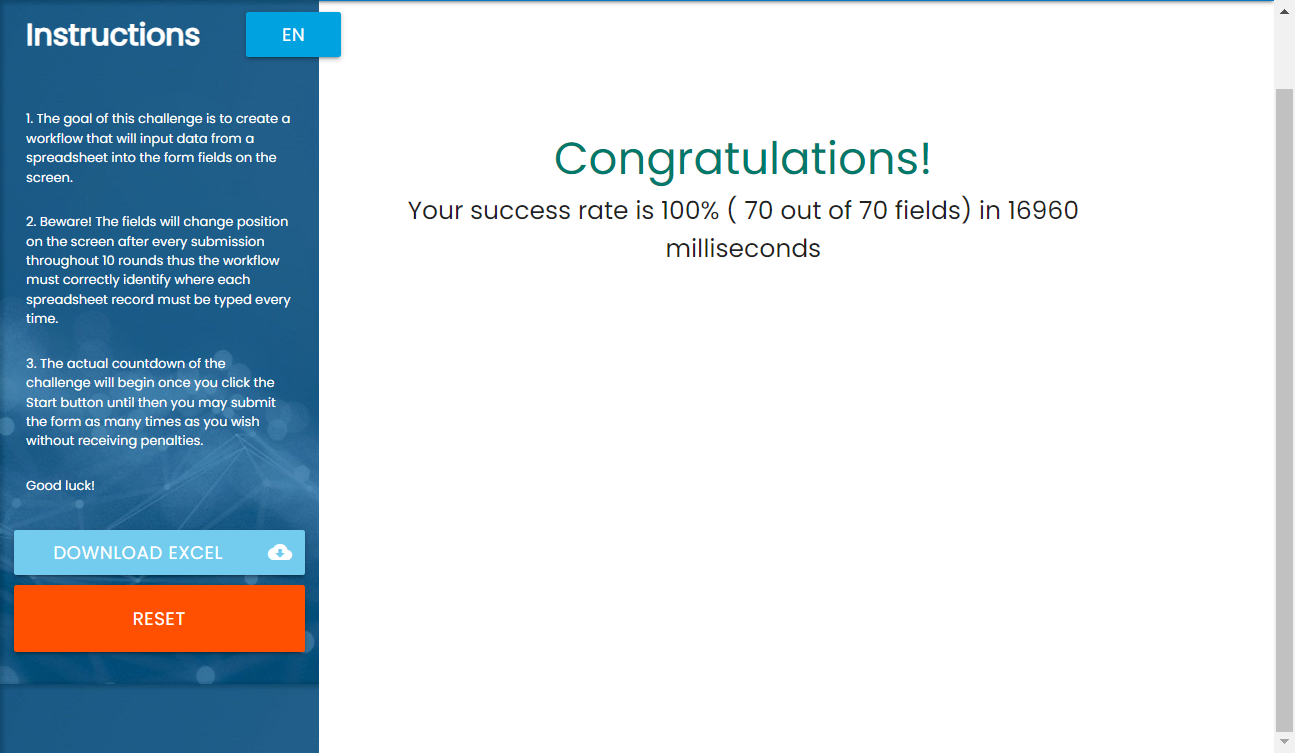 Instructions
EN
1. The goal of this challenge is to create a
workflow that will input data from a
spreadsheet into the form fields on the
screen.
2. Beware! The fields will change position
on the screen after every submission
throughout 10 rounds thus the workflow
must correctly identify where each
spreadsheet record must be typed every
time.
3. The actual countdown of the
challenge will begin once you click the
Start button until then you may submit
the form as many times as you wish
without receiving penalties.
Good luck!
DOWNLOAD EXCEL
RESET
Congratulations!
Your success rate is 100% ( 70 out of 70 fields) in 16960
milliseconds